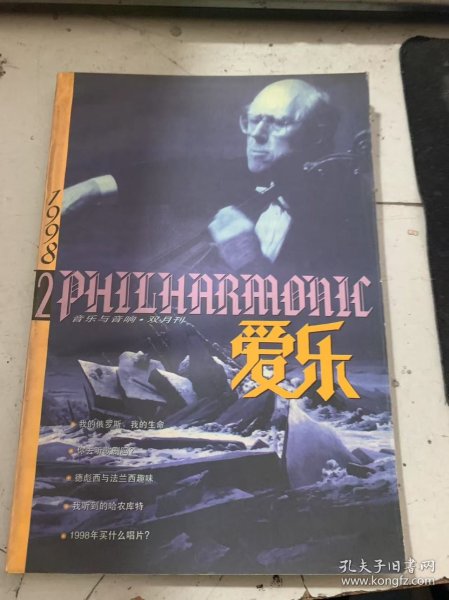 1998
2
PHILHARMONIC
音乐与音响·双月刊
爱乐
我的俄罗斯、我的生命
德彪西与法兰西趣味
我听到的哈农库特
1998年买什么唱片?
孔夫子旧书网
www.kongfz.com